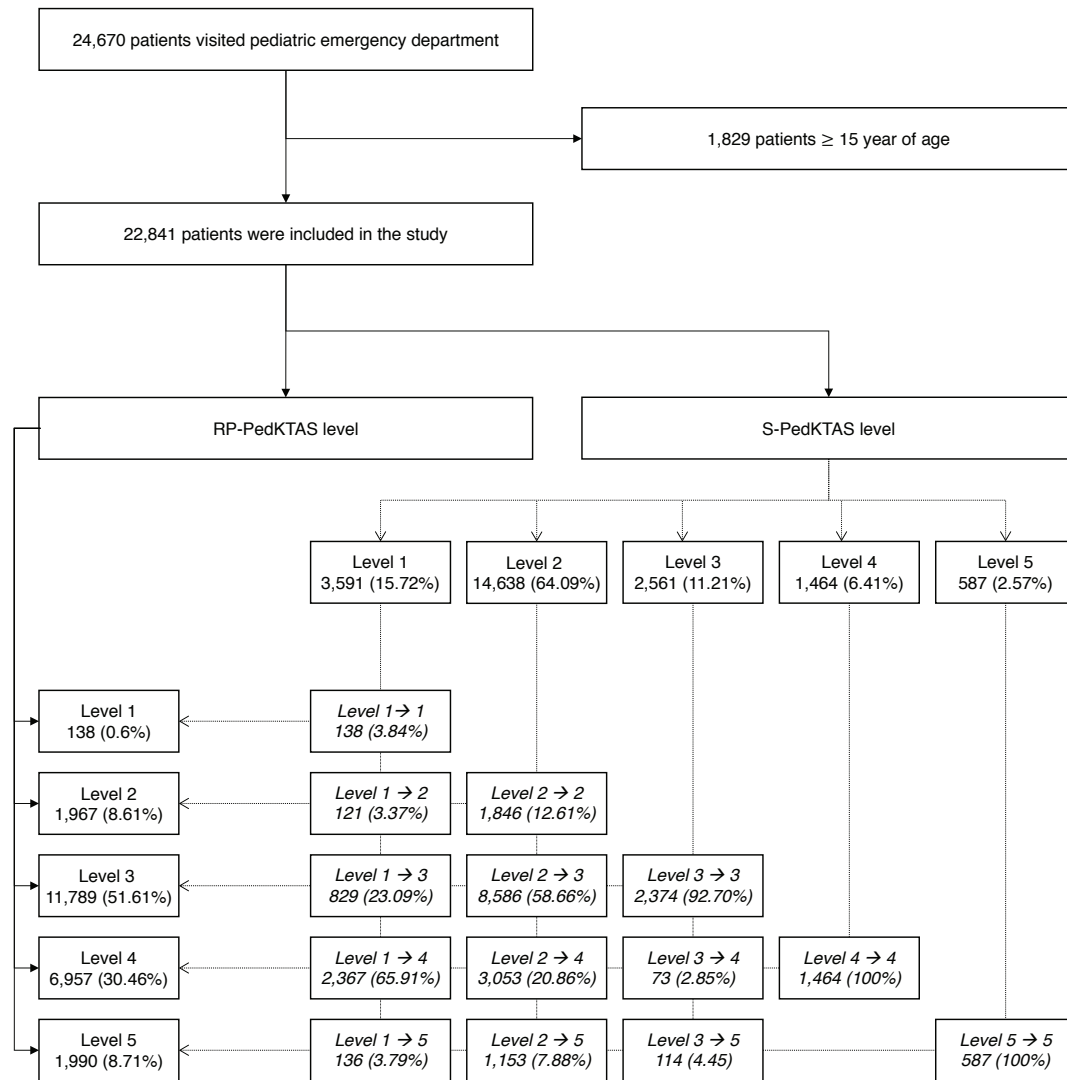 24,670 patients visited pediatric emergency department
1,829 patients ≥ 15 year of age
22,841 patients were included in the study
RP-PedKTAS level
S-PedKTAS level
Level 1
3,591 (15.72%)
Level 2
14,638 (64.09%)
Level 3
2,561 (11.21%)
Level 4
1,464 (6.41%)
Level 5
587 (2.57%)
Level 1
138 (0.6%)
Level 1→ 1
138 (3.84%)
Level 2
1,967 (8.61%)
Level 1 → 2
121 (3.37%)
Level 2 → 2
1,846 (12.61%)
Level 3
11,789 (51.61%)
Level 1 → 3
829 (23.09%)
Level 2 → 3
8,586 (58.66%)
Level 3 → 3
2,374 (92.70%)
Level 4
6,957 (30.46%)
Level 1 → 4
2,367 (65.91%)
Level 2 → 4
3,053 (20.86%)
Level 3 → 4
73 (2.85%)
Level 4 → 4
1,464 (100%)
Level 5
1,990 (8.71%)
Level 1 → 5
136 (3.79%)
Level 2 → 5
1,153 (7.88%)
Level 3 → 5
114 (4.45)
Level 5 → 5
587 (100%)